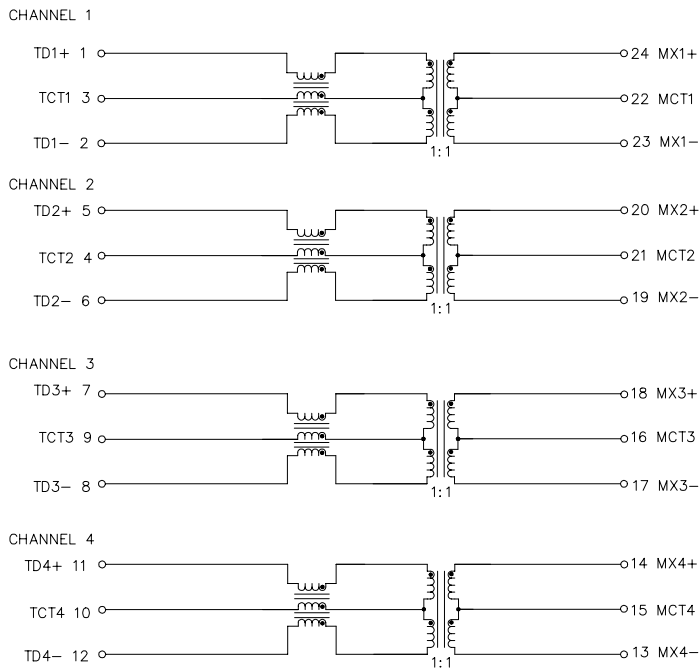 CHANNEL 1
TD1+ 1
24 MX1+
TCT1 3
22 MCT1
TD1− 2
23 MX1−
1:1
CHANNEL 2
TD2+ 5
20 MX2+
TCT2 4
21 MCT2
TD2− 6
19 MX2−
1:1
CHANNEL 3
TD3+ 7
18 MX3+
TCT3 9
16 MCT3
TD3− 8
17 MX3−
1:1
CHANNEL 4
TD4+ 11
14 MX4+
TCT4 10
15 MCT4
TD4− 12
13 MX4−
1:1